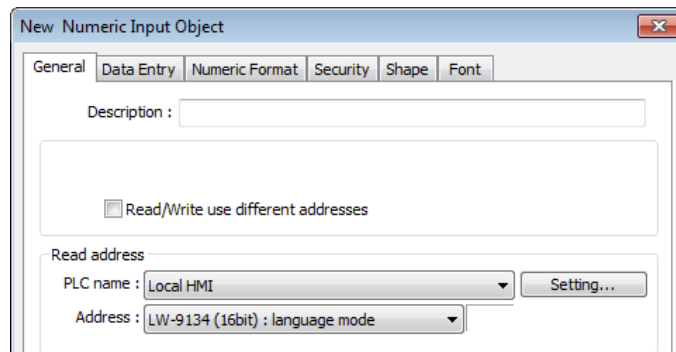 New Numeric Input Object
General Data Entry Numeric Format Security Shape Font
Description :
Read/Write use different addresses
Read address
PLC name : Local HMI Setting...
Address : LW-9134 (16bit) : language mode